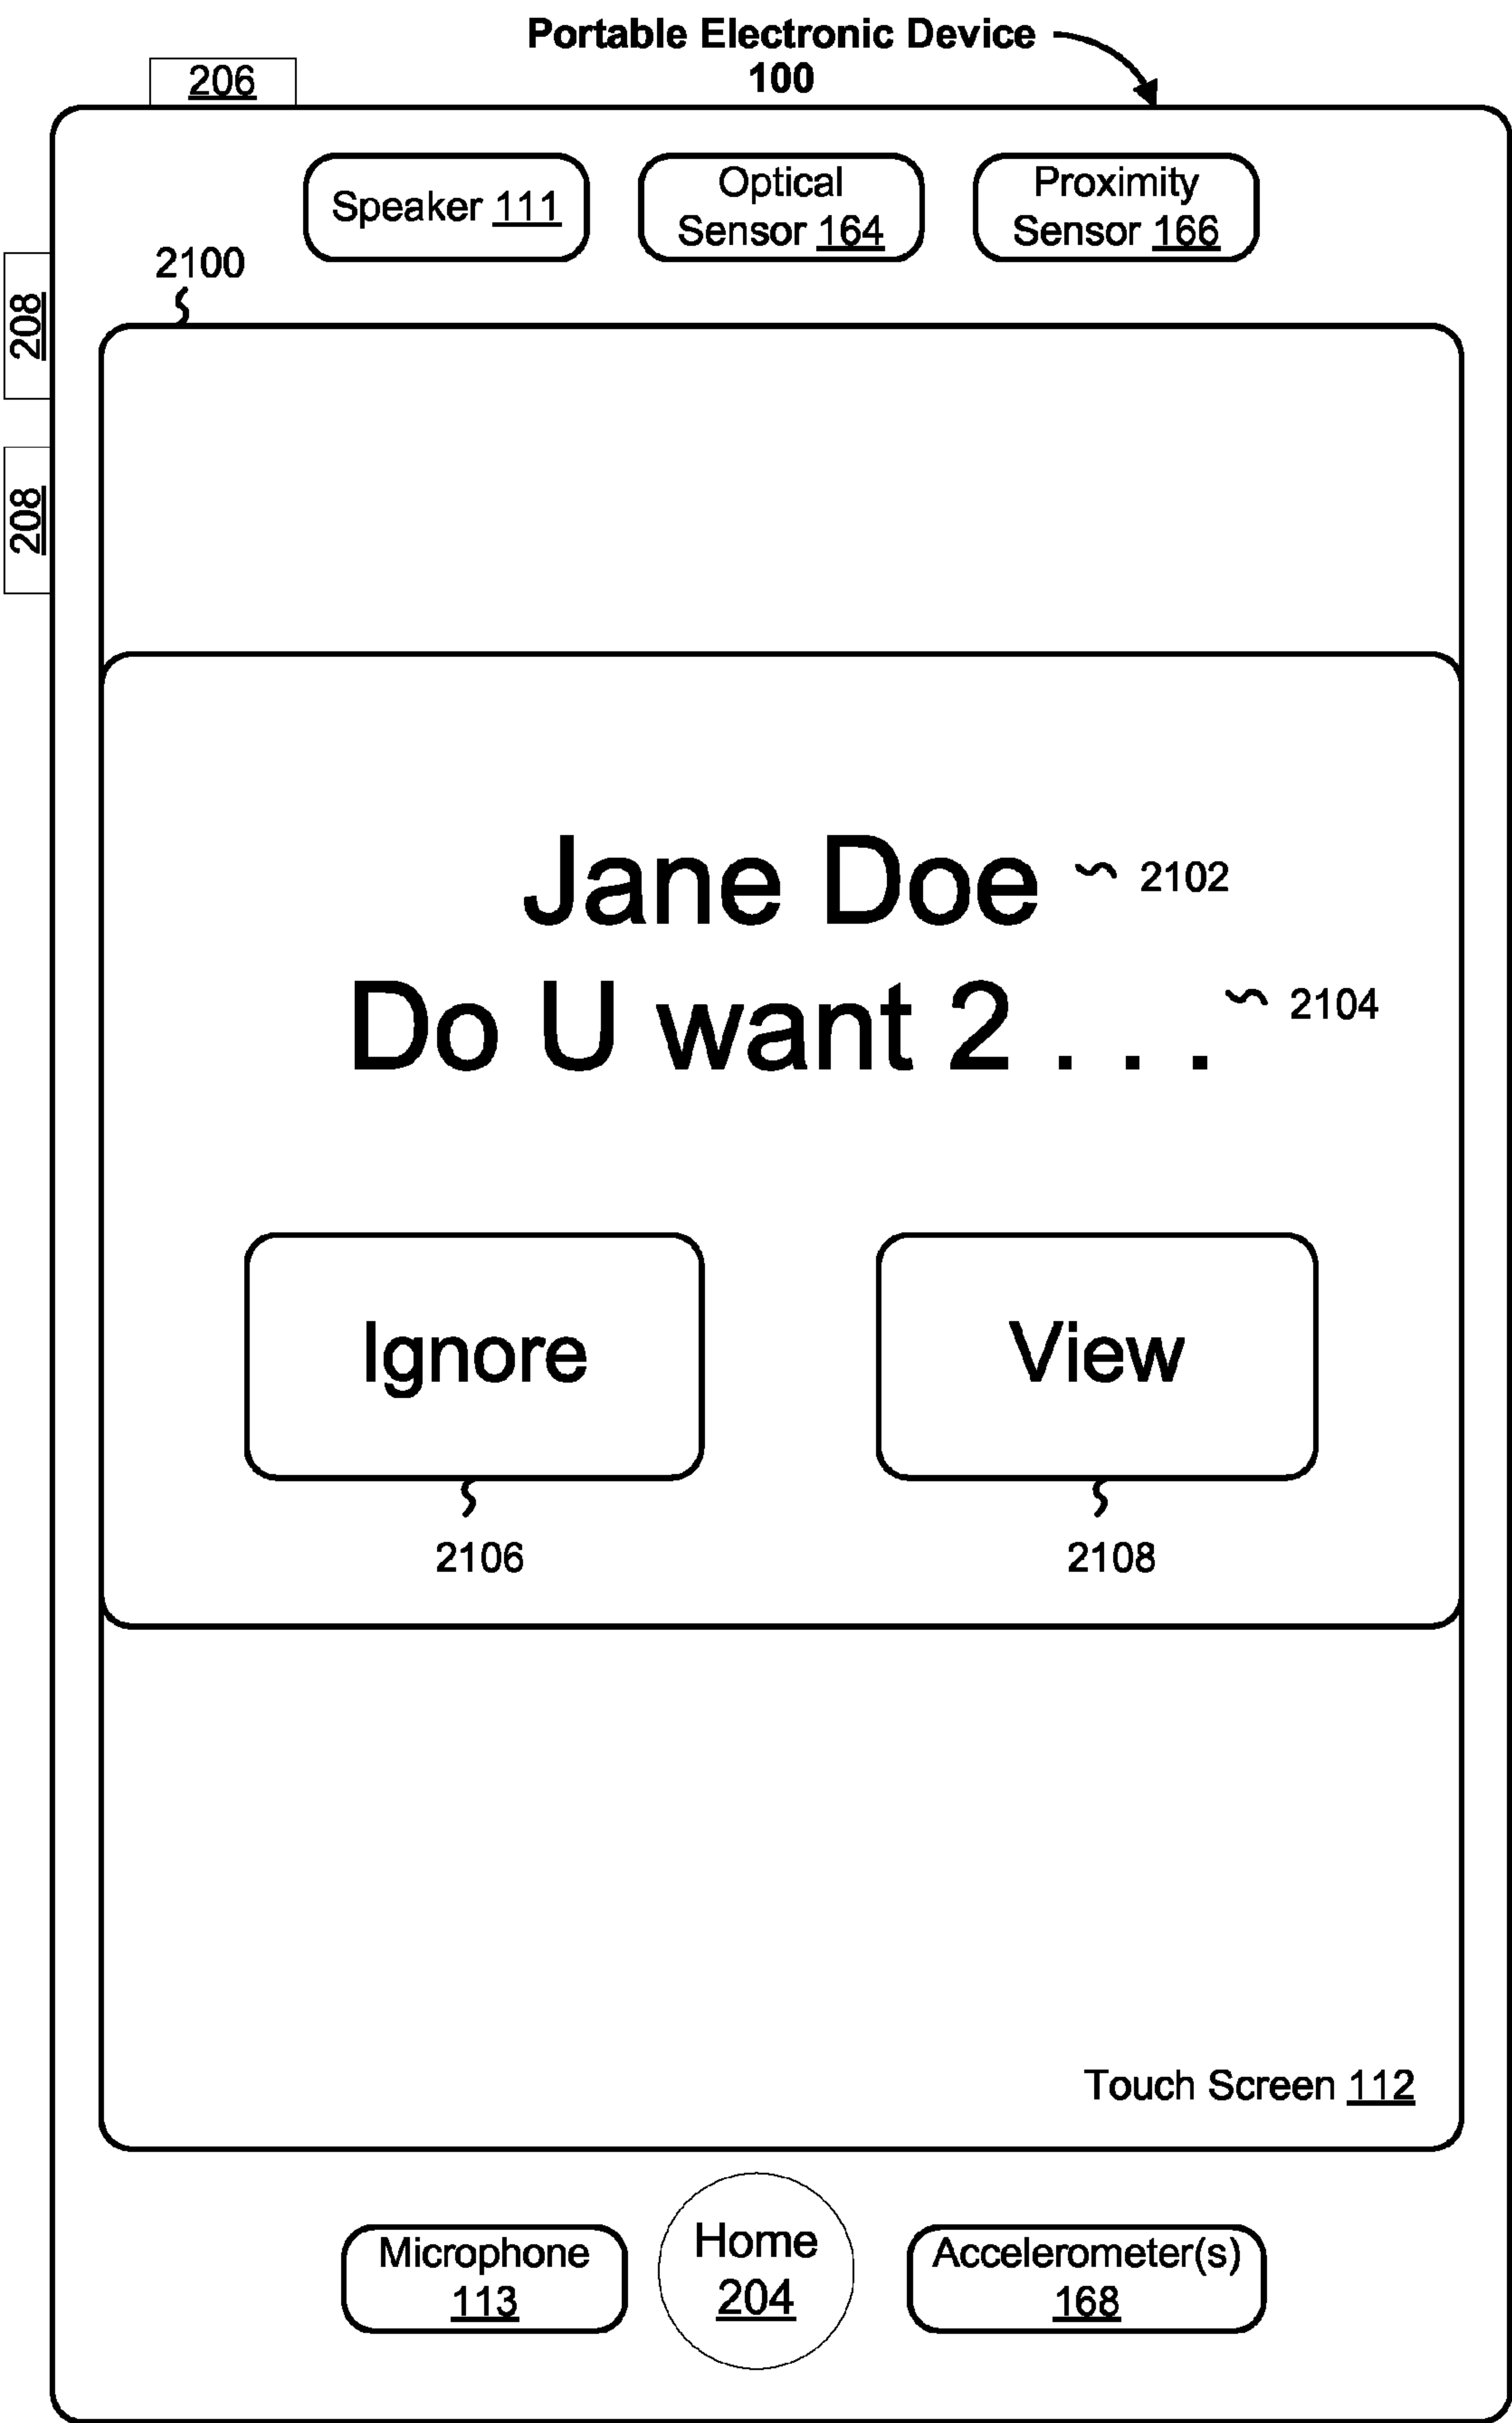 Portable Electronic Device
100
206
Speaker 111
Optical
Sensor 164
Proximity
Sensor 166
2100
208
208
Jane Doe
2102
Do U want 2 . . .
2104
Ignore
View
2106
2108
Touch Screen 112
Microphone
113
Home
204
Accelerometer(s)
168